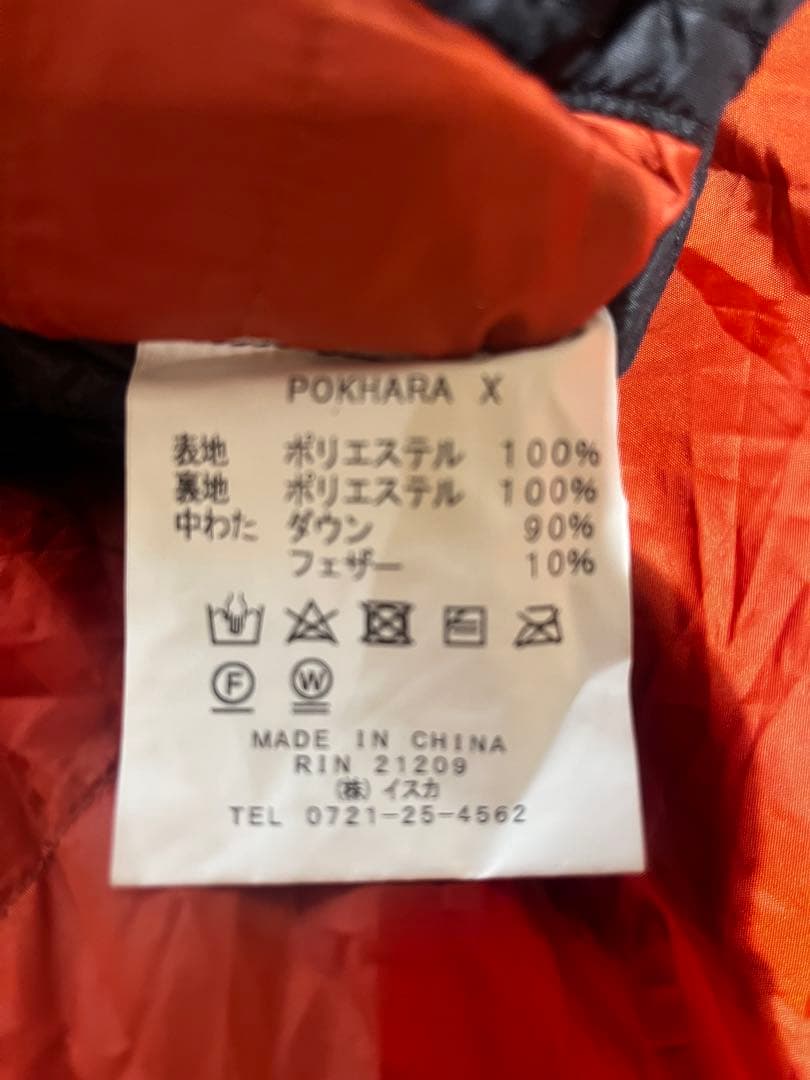 POKHARA X
表地 ポリエステル 100%
裏地 ポリエステル 100%
中わた ダウン 90%
フェザー 10%
F W
MADE IN CHINA
RIN 21209
(株)イスカ
TEL 0721-25-4562